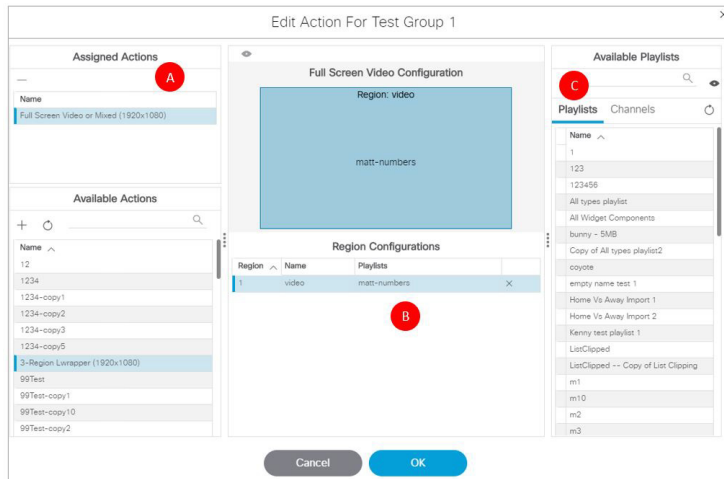 Edit Action For Test Group 1
Assigned Actions
A
Name
Full Screen Video or Mixed (1920x1080)
Available Actions
Name
12
1234
1234-copy1
1234-copy2
1234-copy3
1234-copy5
3-Region Lwrapper (1920x1080)
99Test
99Test-copy1
99Test-copy10
99Test-copy2
Full Screen Video Configuration
Region: video
matt-numbers
Region Configurations
Region Name Playlists
1 video matt-numbers
B
Available Playlists
C
Playlists Channels
Name
1
123
123456
All types playlist
All Widget Components
bunny - 5MB
Copy of All types playlist2
coyote
empty name test 1
Home Vs Away Import 1
Home Vs Away Import 2
Kenny test playlist 1
ListClipped
ListClipped -- Copy of List Clipping
m1
m10
m2
m3
Cancel OK